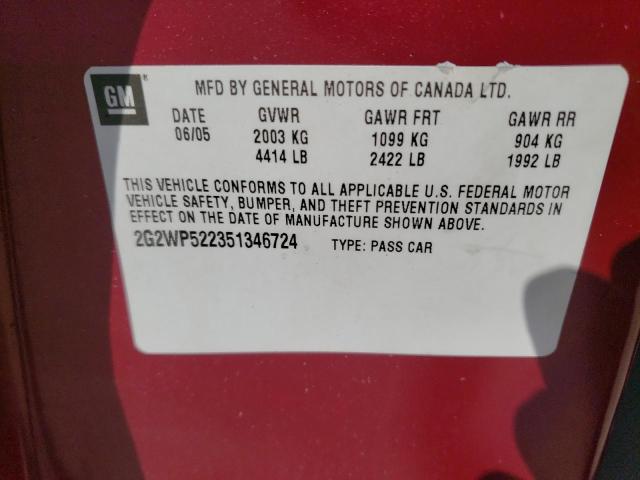 GM ®
MFD BY GENERAL MOTORS OF CANADA LTD.
DATE GVWR GAWR FRT GAWR RR
06/05 2003 KG 1099 KG 904 KG
4414 LB 2422 LB 1992 LB
THIS VEHICLE CONFORMS TO ALL APPLICABLE U.S. FEDERAL MOTOR
VEHICLE SAFETY, BUMPER, AND THEFT PREVENTION STANDARDS IN
EFFECT ON THE DATE OF MANUFACTURE SHOWN ABOVE.
2G2WP522351346724 TYPE: PASS CAR